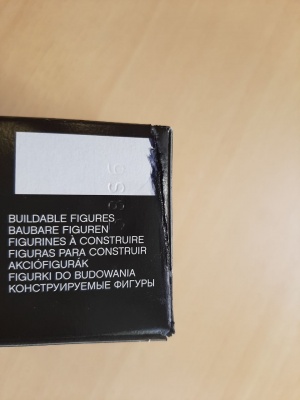 BUILDABLE FIGURES
BAUBARE FIGUREN
FIGURINES À CONSTRUIRE
FIGURAS PARA CONSTRUIR
AKCIÓFIGURÁK
FIGURKI DO BUDOWANIA
КОНСТРУИРУЕМЫЕ ФИГУРЫ